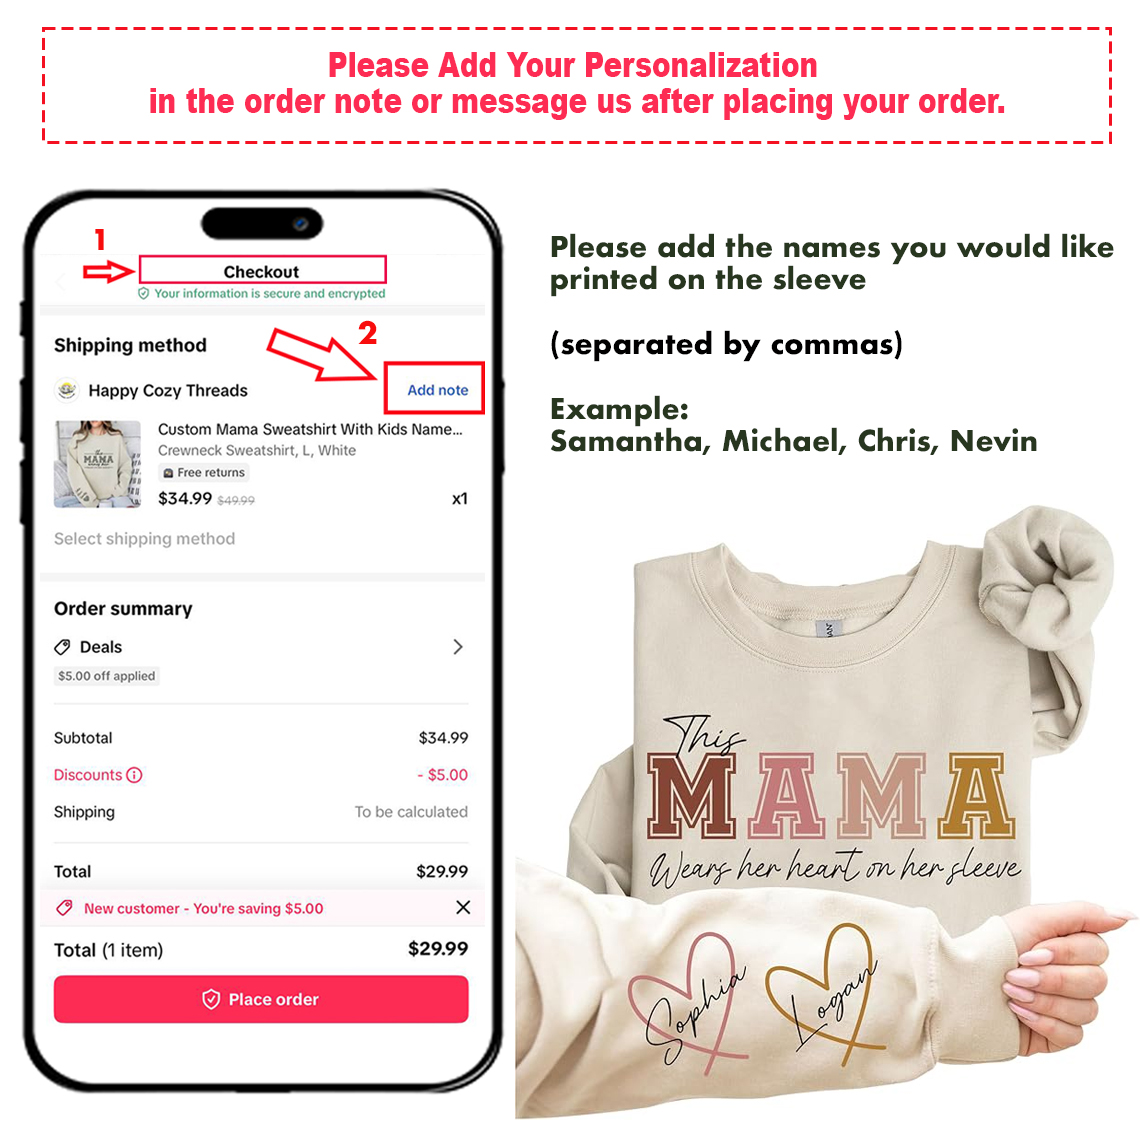 Please Add Your Personalization
in the order note or message us after placing your order.
1
Checkout
Your information is secure and encrypted
2
Shipping method
Happy Cozy Threads
Add note
Custom Mama Sweatshirt With Kids Name...
Crewneck Sweatshirt, L, White
Free returns
$34.99 $49.99
x1
Select shipping method
Order summary
Deals
$5.00 off applied
Subtotal
$34.99
Discounts
- $5.00
Shipping
To be calculated
Total
$29.99
New customer - You're saving $5.00
Total (1 item)
$29.99
Place order
Please add the names you would like
printed on the sleeve
(separated by commas)
Example:
Samantha, Michael, Chris, Nevin
This
MAMA
Wears her heart on her sleeve
Sophia
Logan